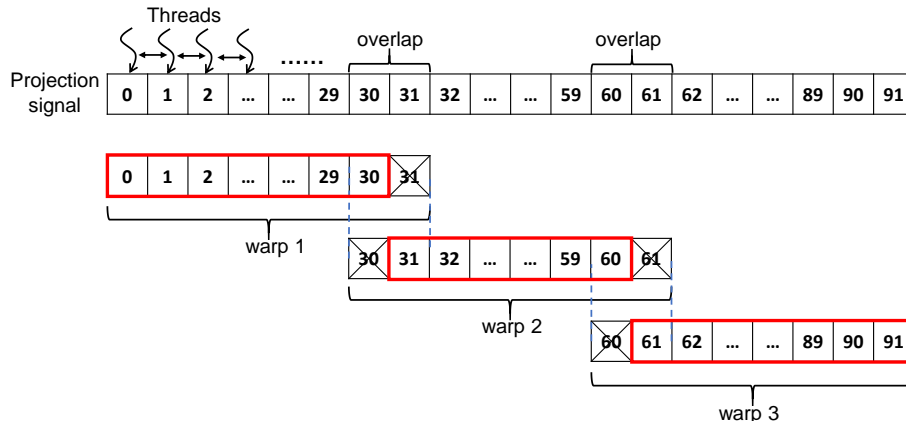 Threads
overlap
overlap
......
Projection signal
0 1 2 ... ... 29 30 31 32 ... ... 59 60 61 62 ... ... 89 90 91
0 1 2 ... ... 29 30 31
warp 1
30 31 32 ... ... 59 60 61
warp 2
60 61 62 ... ... 89 90 91
warp 3